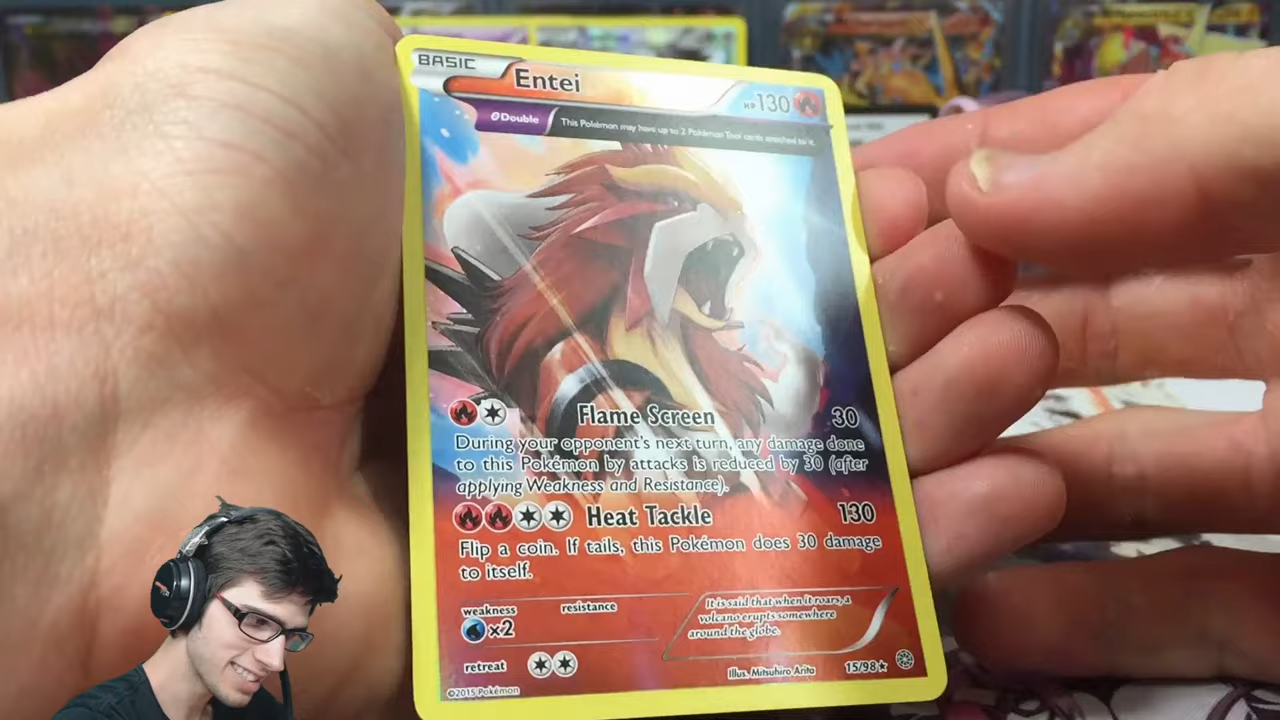 BASIC
Entei
HP130
θDouble
This Pokémon may have up to 2 Pokémon Tool cards attached to it.
Flame Screen 30
During your opponent's next turn, any damage done
to this Pokémon by attacks is reduced by 30 (after
applying Weakness and Resistance).
Heat Tackle 130
Flip a coin. If tails, this Pokémon does 30 damage
to itself.
weakness resistance
×2
It is said that when it roars, a
volcano erupts somewhere
around the globe.
retreat
Illus. Mitsuhiro Arita
15/98★
©2015 Pokémon